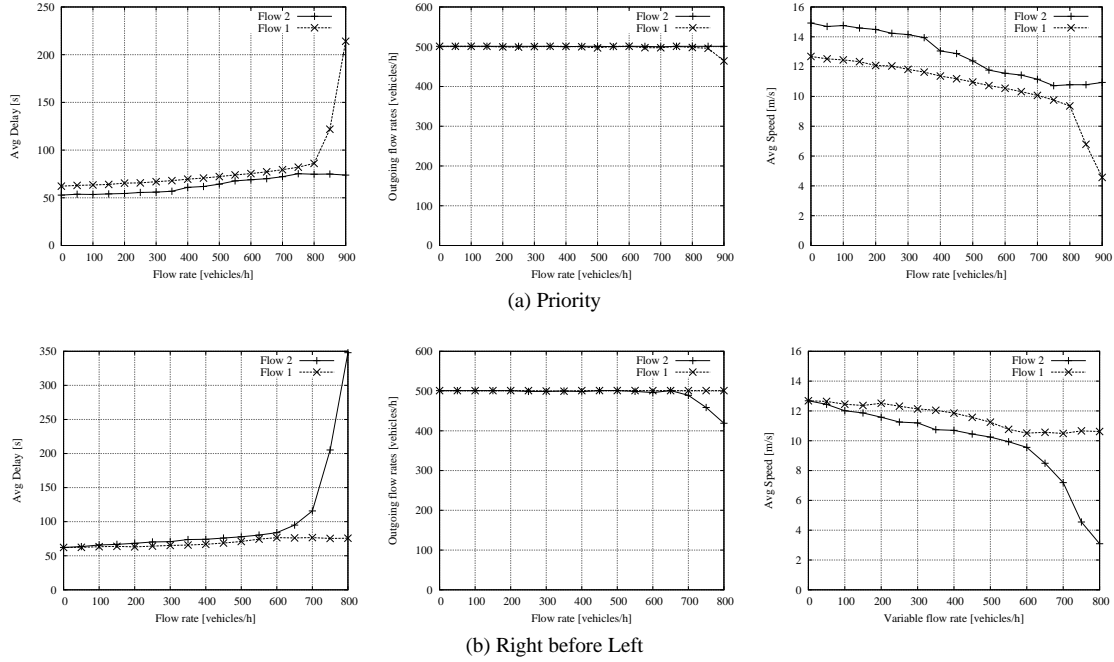 250
200
150
100
50
0
Avg Delay [s]
Flow 2
Flow 1
0 100 200 300 400 500 600 700 800 900
Flow rate [vehicles/h]
600
500
400
300
200
100
0
Outgoing flow rates [vehicles/h]
Flow 2
Flow 1
0 100 200 300 400 500 600 700 800 900
Flow rate [vehicles/h]
16
14
12
10
8
6
4
2
0
Avg Speed [m/s]
Flow 2
Flow 1
0 100 200 300 400 500 600 700 800 900
Flow rate [vehicles/h]
(a) Priority
350
300
250
200
150
100
50
0
Avg Delay [s]
Flow 2
Flow 1
0 100 200 300 400 500 600 700 800
Flow rate [vehicles/h]
600
500
400
300
200
100
0
Outgoing flow rates [vehicles/h]
Flow 2
Flow 1
0 100 200 300 400 500 600 700 800
Flow rate [vehicles/h]
16
14
12
10
8
6
4
2
0
Avg Speed [m/s]
Flow 2
Flow 1
0 100 200 300 400 500 600 700 800
Variable flow rate [vehicles/h]
(b) Right before Left